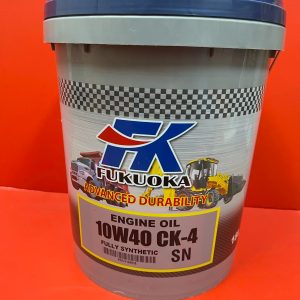 FK
FUKUOKA
ADVANCED DURABILITY
ENGINE OIL
10W40 CK-4
FULLY SYNTHETIC SN